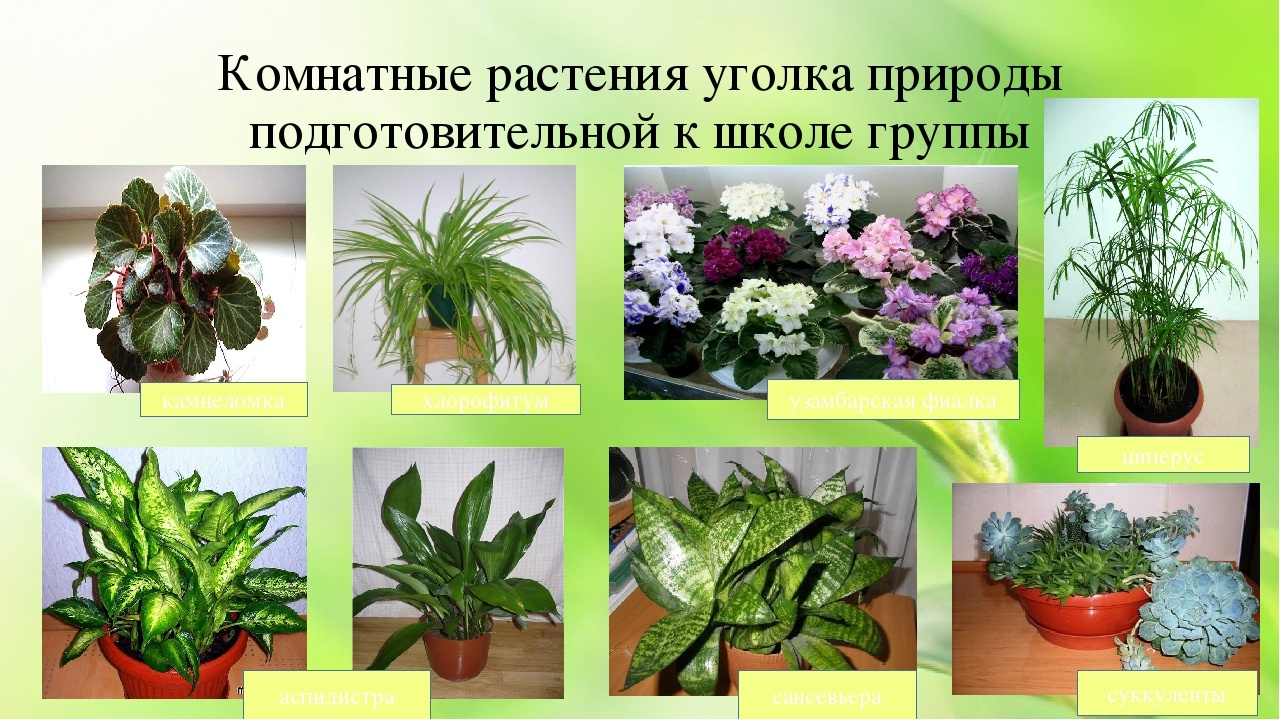 Комнатные растения уголка природы
подготовительной к школе группы
камнеломка
хлорофитум
узамбарская фиалка
циперус
аспидистра
сансевьера
суккуленты